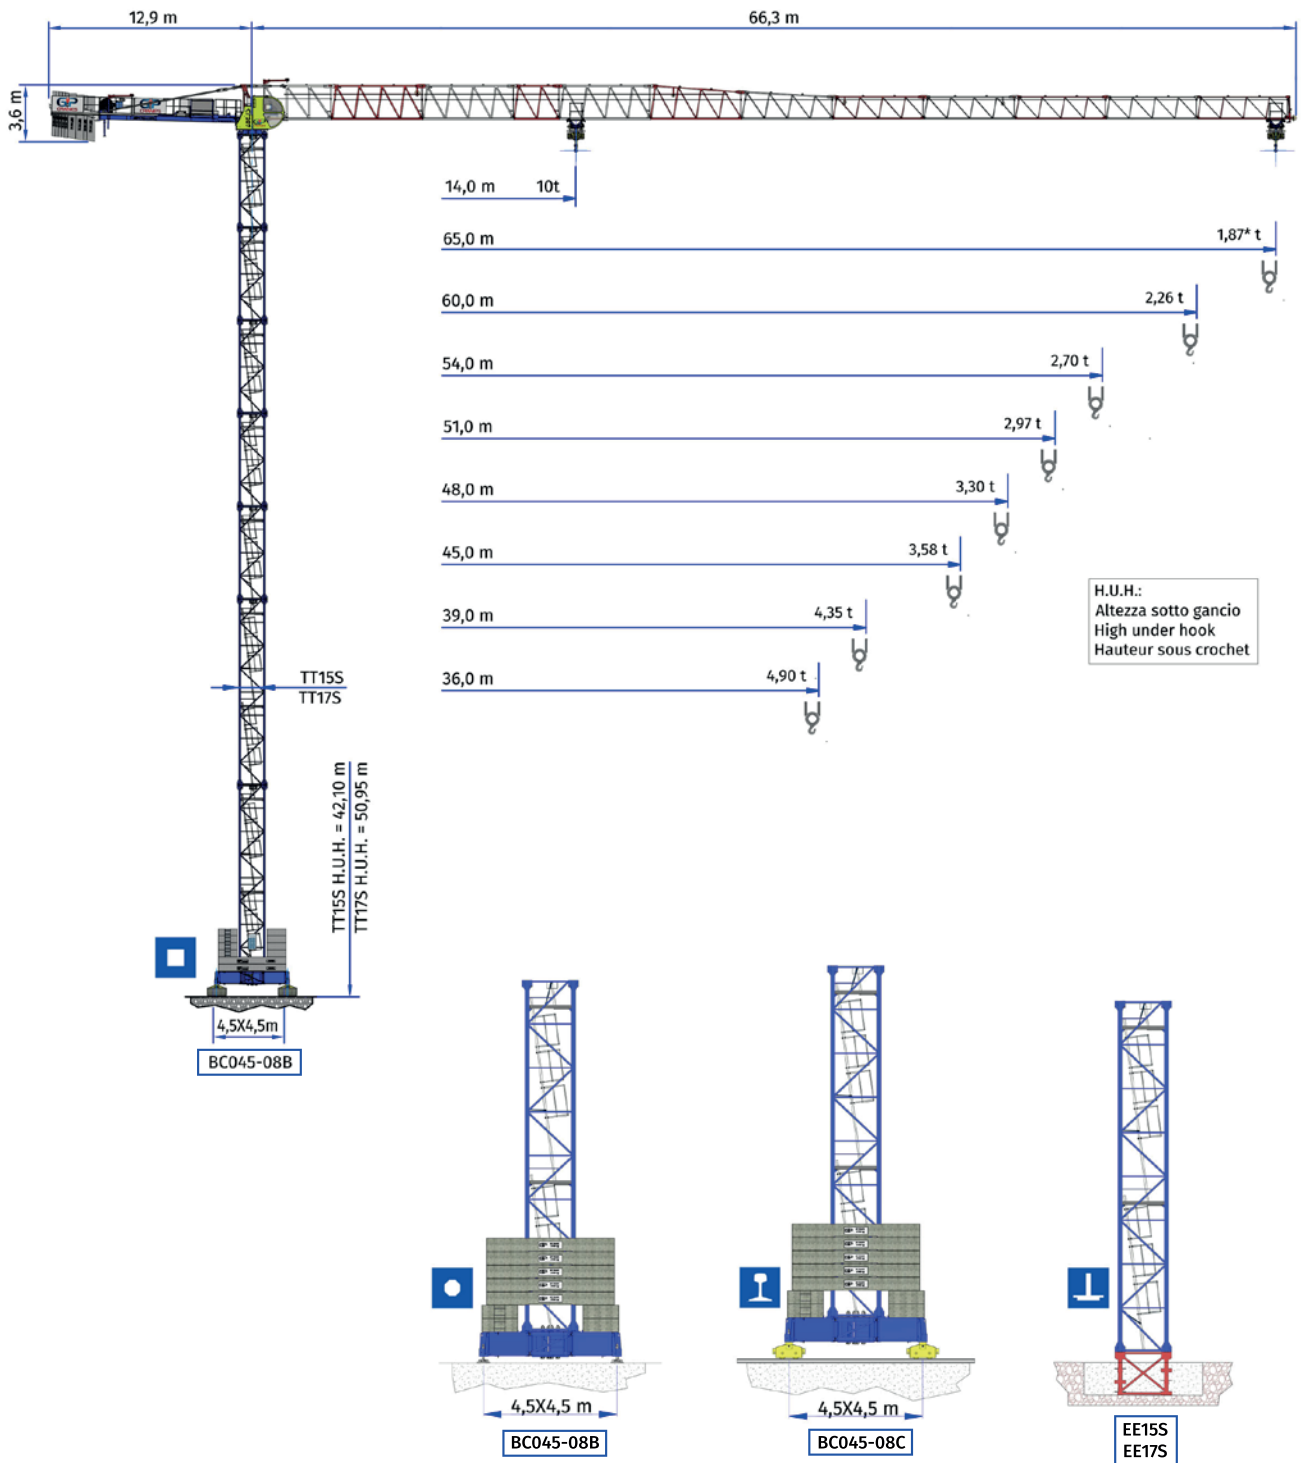 12,9 m
66,3 m
3,6 m
14,0 m 10t
65,0 m 1,87* t
60,0 m 2,26 t
54,0 m 2,70 t
51,0 m 2,97 t
48,0 m 3,30 t
45,0 m 3,58 t
39,0 m 4,35 t
36,0 m 4,90 t
H.U.H.:
Altezza sotto gancio
High under hook
Hauteur sous crochet
TT15S
TT17S
TT15S H.U.H. = 42,10 m
TT17S H.U.H. = 50,95 m
4,5X4,5m
BC045-08B
4,5X4,5 m
BC045-08B
4,5X4,5 m
BC045-08C
EE15S
EE17S